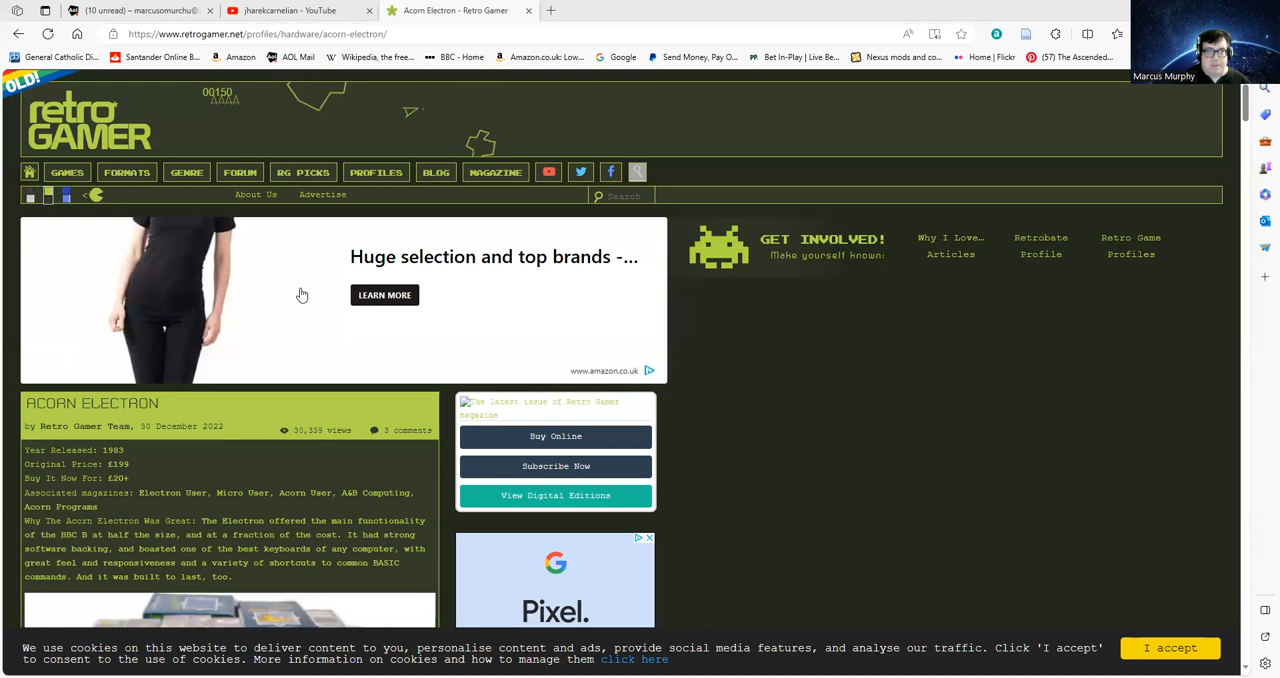 (10 unread) – marcusomurchu@
jharekcarnelian - YouTube
Acorn Electron - Retro Gamer
https://www.retrogamer.net/profiles/hardware/acorn-electron/
General Catholic Di...
Santander Online B...
Amazon
AOL Mail
Wikipedia, the free...
BBC - Home
Amazon.co.uk: Low...
Google
Send Money, Pay O...
Bet In-Play | Live Be...
Nexus mods and co...
Home | Flickr
(57) The Ascended...
Marcus Murphy
OLD!
retro GAMER
00150
AAAA
GAMES
FORMATS
GENRE
FORUM
RG PICKS
PROFILES
BLOG
MAGAZINE
About Us
Advertise
Search
Huge selection and top brands -...
LEARN MORE
www.amazon.co.uk
GET INVOLVED!
Make yourself known:
Why I Love…
Articles
Retrobate
Profile
Retro Game
Profiles
ACORN ELECTRON
by Retro Gamer Team, 30 December 2022
30,339 views
3 comments
Year Released: 1983
Original Price: £199
Buy It Now For: £20+
Associated magazines: Electron User, Micro User, Acorn User, A&B Computing,
Acorn Programs
Why The Acorn Electron Was Great: The Electron offered the main functionality
of the BBC B at half the size, and at a fraction of the cost. It had strong
software backing, and boasted one of the best keyboards of any computer, with
great feel and responsiveness and a variety of shortcuts to common BASIC
commands. And it was built to last, too.
The latest issue of Retro Gamer
magazine
Buy Online
Subscribe Now
View Digital Editions
Pixel.
We use cookies on this website to deliver content to you, personalise content and ads, provide social media features, and analyse our traffic. Click 'I accept'
to consent to the use of cookies. More information on cookies and how to manage them click here
I accept